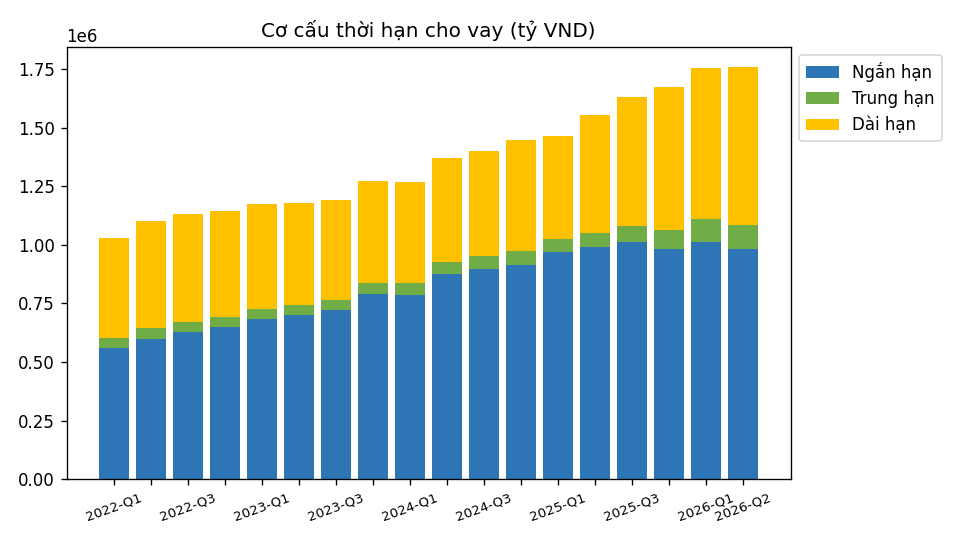 Cơ cấu thời hạn cho vay (tỷ VND)
1e6
1.75
1.50
1.25
1.00
0.75
0.50
0.25
0.00
2022-Q1
2022-Q3
2023-Q1
2023-Q3
2024-Q1
2024-Q3
2025-Q1
2025-Q3
2026-Q1
2026-Q2
Ngắn hạn
Trung hạn
Dài hạn